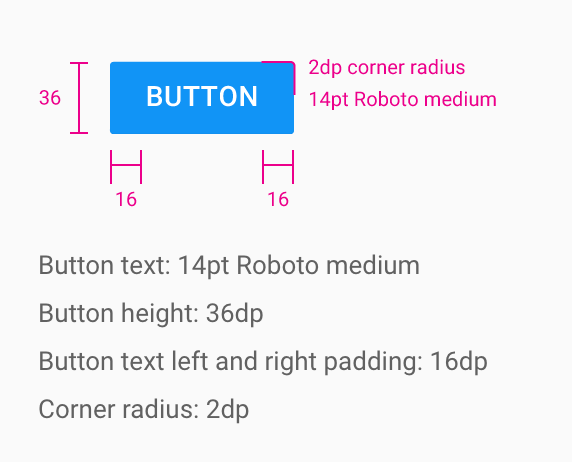 2dp corner radius
36
BUTTON
14pt Roboto medium
16
16
Button text: 14pt Roboto medium
Button height: 36dp
Button text left and right padding: 16dp
Corner radius: 2dp